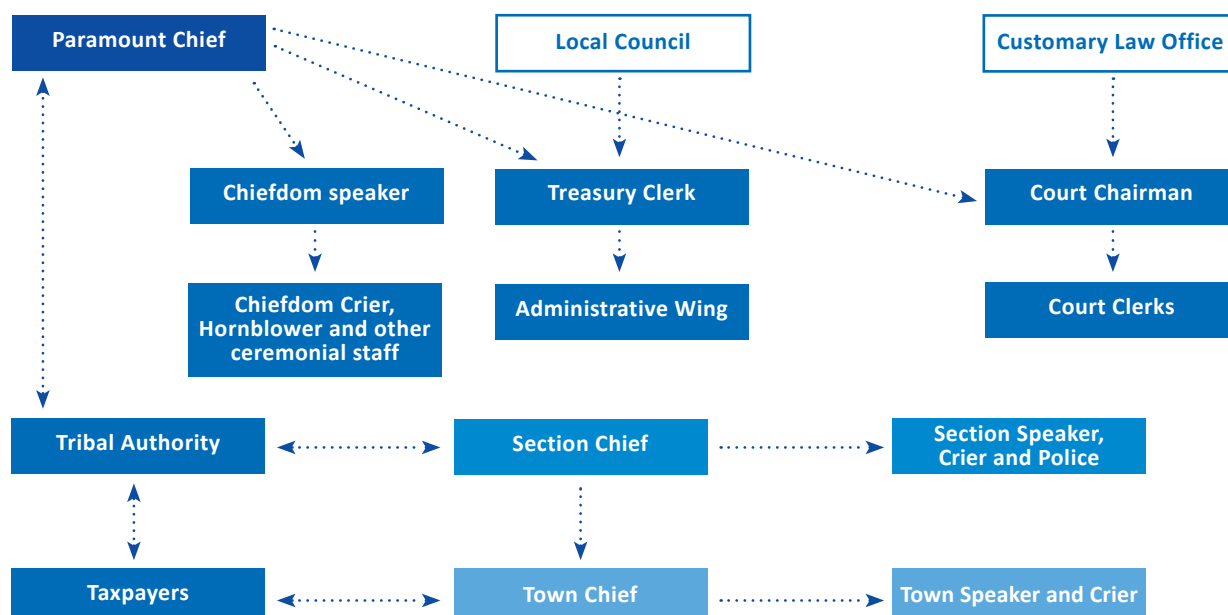 Paramount Chief
Local Council
Customary Law Office
Chiefdom speaker
Treasury Clerk
Court Chairman
Chiefdom Crier,
Hornblower and other
ceremonial staff
Administrative Wing
Court Clerks
Tribal Authority
Section Chief
Section Speaker,
Crier and Police
Taxpayers
Town Chief
Town Speaker and Crier